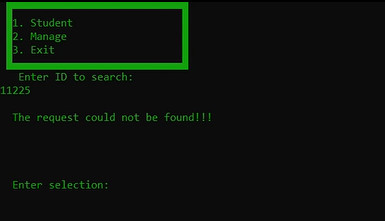 1. Student
2. Manage
3. Exit
Enter ID to search:
11225
The request could not be found!!!
Enter selection: